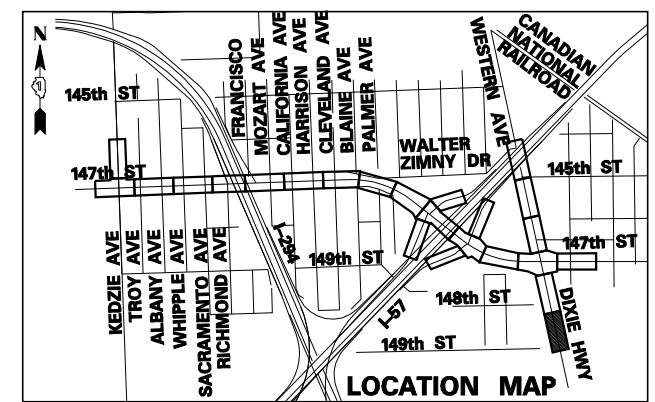 N
1
145th ST
147th ST
FRANCISCO
MOZART AVE
CALIFORNIA AVE
HARRISON AVE
CLEVELAND AVE
BLAINE AVE
PALMER AVE
WALTER
ZIMNY DR
WESTERN AVE
CANADIAN
NATIONAL
RAILROAD
145th ST
147th ST
KEDZIE AVE
TROY AVE
ALBANY AVE
WHIPPLE AVE
SACRAMENTO AVE
RICHMOND AVE
I-294
149th ST
I-57
148th ST
149th ST
DIXIE HWY
LOCATION MAP